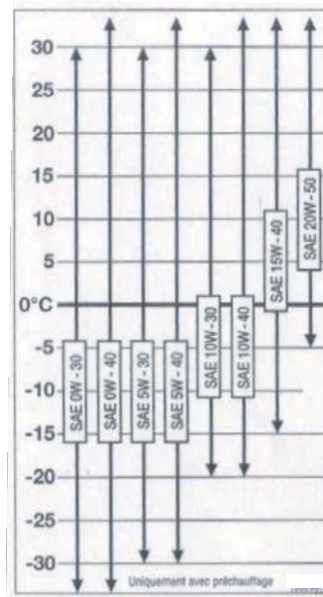 30
25
20
15
10
5
0°C
-5
-10
-15
-20
-25
-30
SAE 0W - 30
SAE 0W - 40
SAE 5W - 30
SAE 5W - 40
SAE 10W - 30
SAE 10W - 40
SAE 15W - 40
SAE 20W - 50
Uniquement avec préchauffage